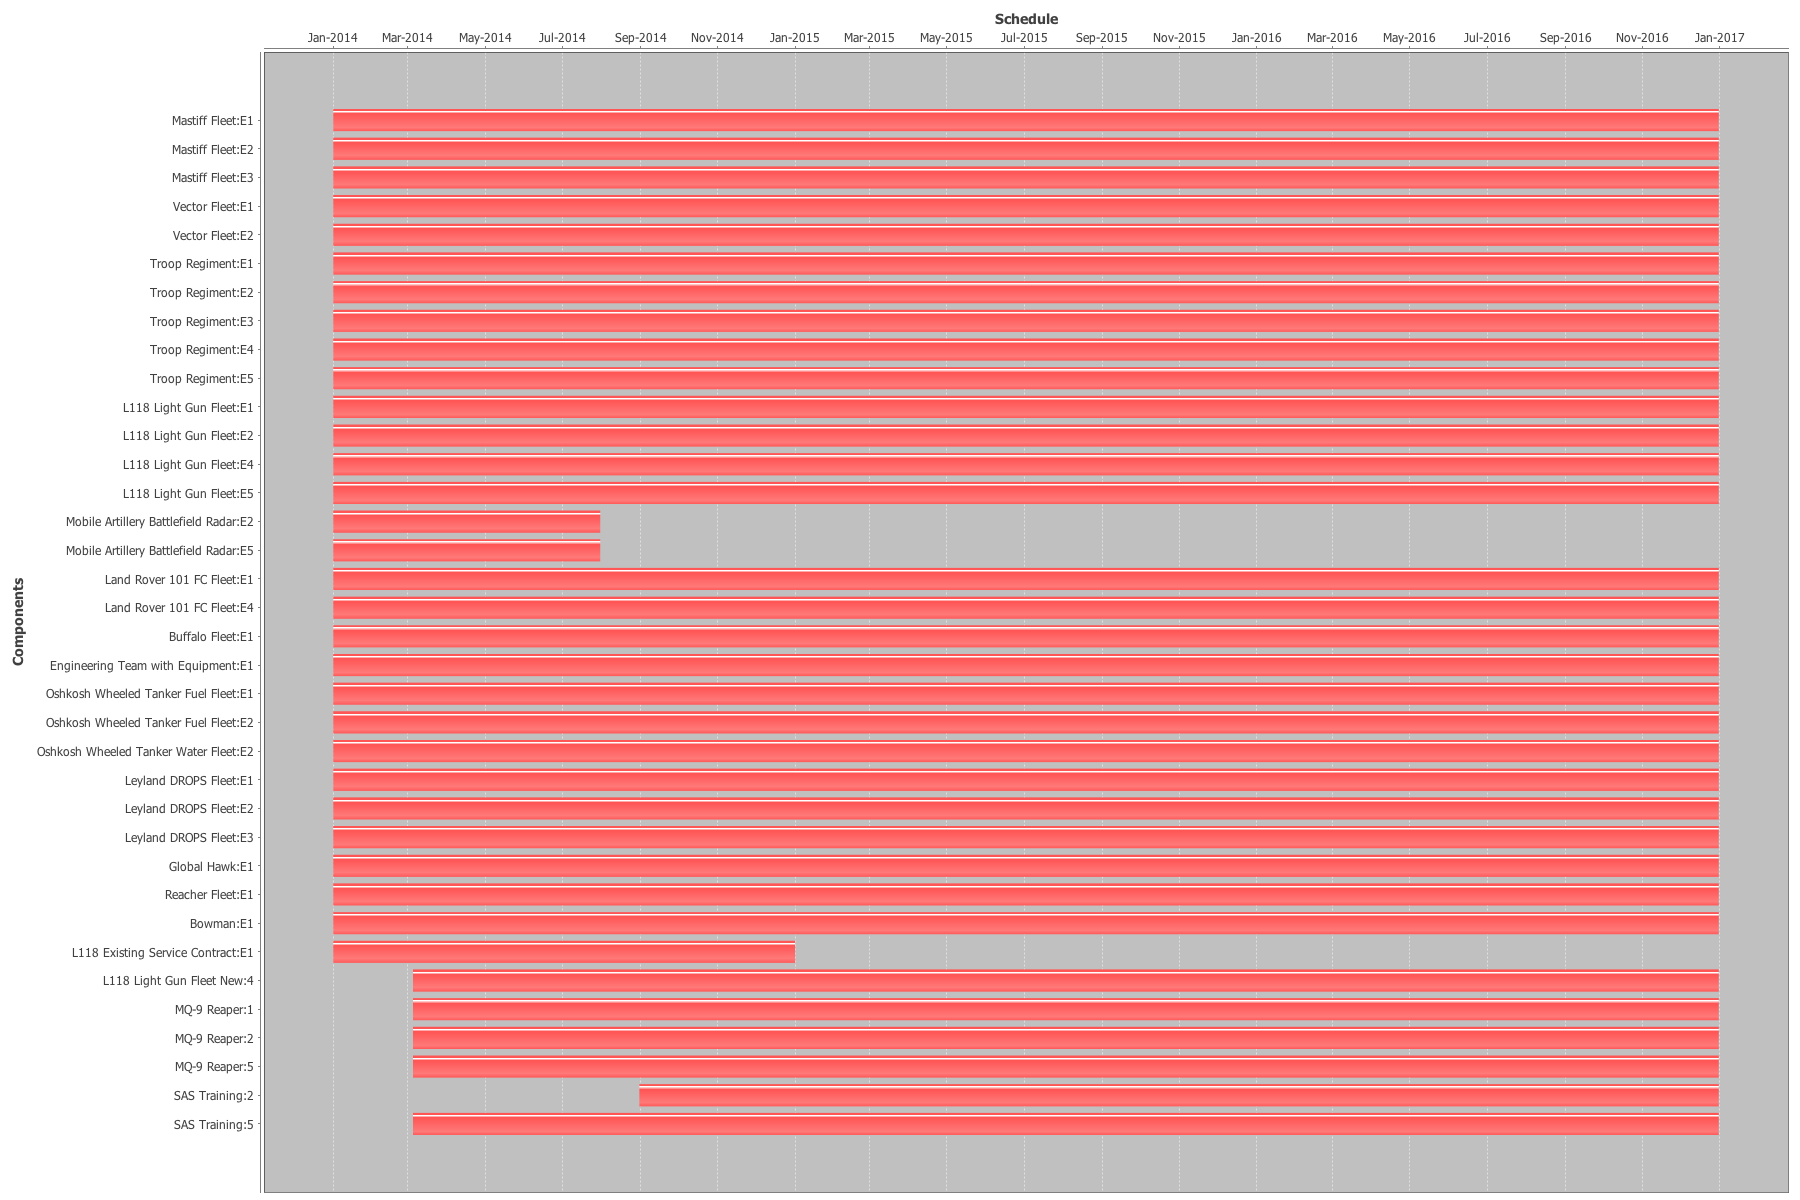 Schedule
Jan-2014 Mar-2014 May-2014 Jul-2014 Sep-2014 Nov-2014 Jan-2015 Mar-2015 May-2015 Jul-2015 Sep-2015 Nov-2015 Jan-2016 Mar-2016 May-2016 Jul-2016 Sep-2016 Nov-2016 Jan-2017
Components
Mastiff Fleet:E1
Mastiff Fleet:E2
Mastiff Fleet:E3
Vector Fleet:E1
Vector Fleet:E2
Troop Regiment:E1
Troop Regiment:E2
Troop Regiment:E3
Troop Regiment:E4
Troop Regiment:E5
L118 Light Gun Fleet:E1
L118 Light Gun Fleet:E2
L118 Light Gun Fleet:E4
L118 Light Gun Fleet:E5
Mobile Artillery Battlefield Radar:E2
Mobile Artillery Battlefield Radar:E5
Land Rover 101 FC Fleet:E1
Land Rover 101 FC Fleet:E4
Buffalo Fleet:E1
Engineering Team with Equipment:E1
Oshkosh Wheeled Tanker Fuel Fleet:E1
Oshkosh Wheeled Tanker Fuel Fleet:E2
Oshkosh Wheeled Tanker Water Fleet:E2
Leyland DROPS Fleet:E1
Leyland DROPS Fleet:E2
Leyland DROPS Fleet:E3
Global Hawk:E1
Reacher Fleet:E1
Bowman:E1
L118 Existing Service Contract:E1
L118 Light Gun Fleet New:4
MQ-9 Reaper:1
MQ-9 Reaper:2
MQ-9 Reaper:5
SAS Training:2
SAS Training:5